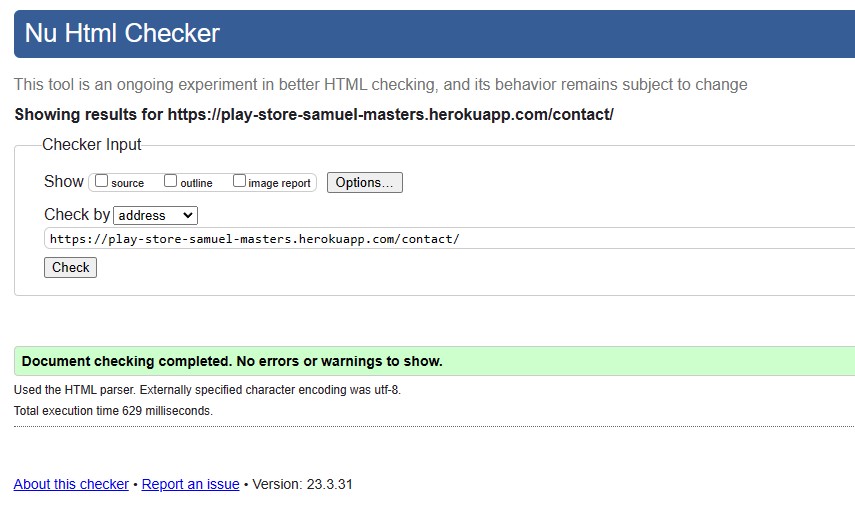 Nu Html Checker
This tool is an ongoing experiment in better HTML checking, and its behavior remains subject to change
Showing results for https://play-store-samuel-masters.herokuapp.com/contact/
Checker Input
Show source outline image report Options...
Check by address
https://play-store-samuel-masters.herokuapp.com/contact/
Check
Document checking completed. No errors or warnings to show.
Used the HTML parser. Externally specified character encoding was utf-8.
Total execution time 629 milliseconds.
About this checker • Report an issue • Version: 23.3.31